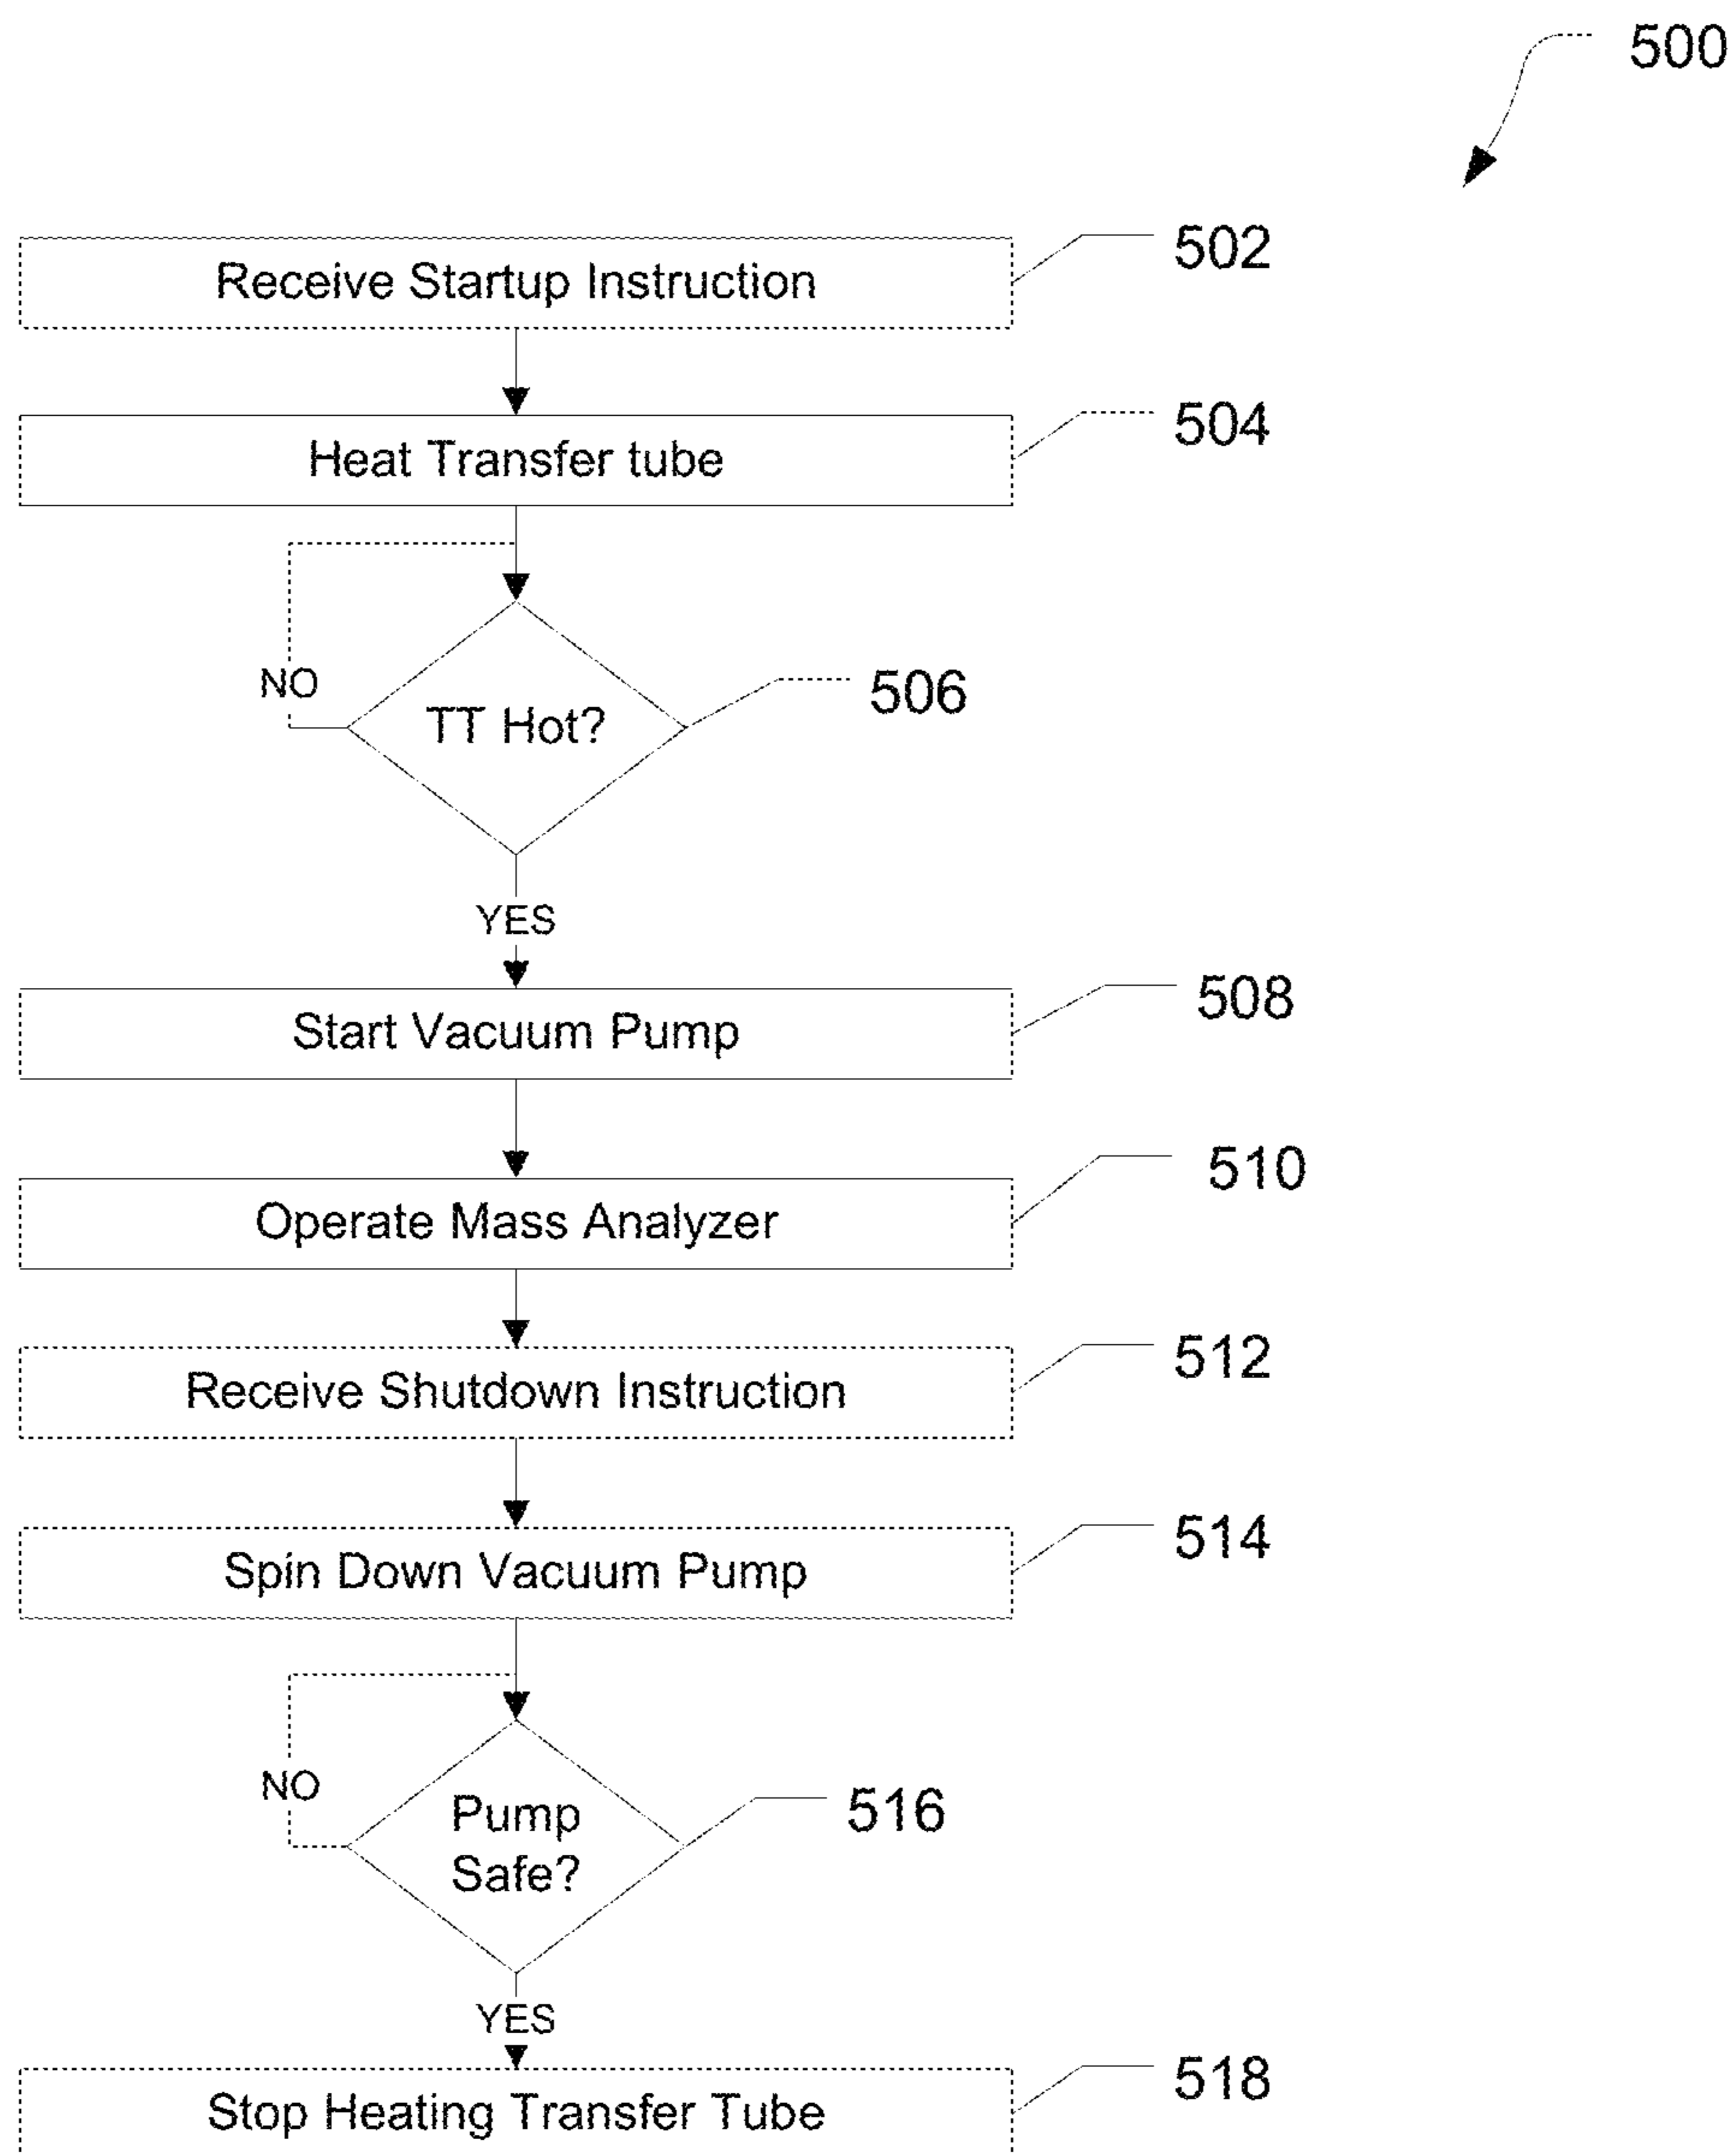 500
Receive Startup Instruction
502
Heat Transfer tube
504
NO
TT Hot?
506
YES
Start Vacuum Pump
508
Operate Mass Analyzer
510
Receive Shutdown Instruction
512
Spin Down Vacuum Pump
514
NO
Pump
Safe?
516
YES
Stop Heating Transfer Tube
518